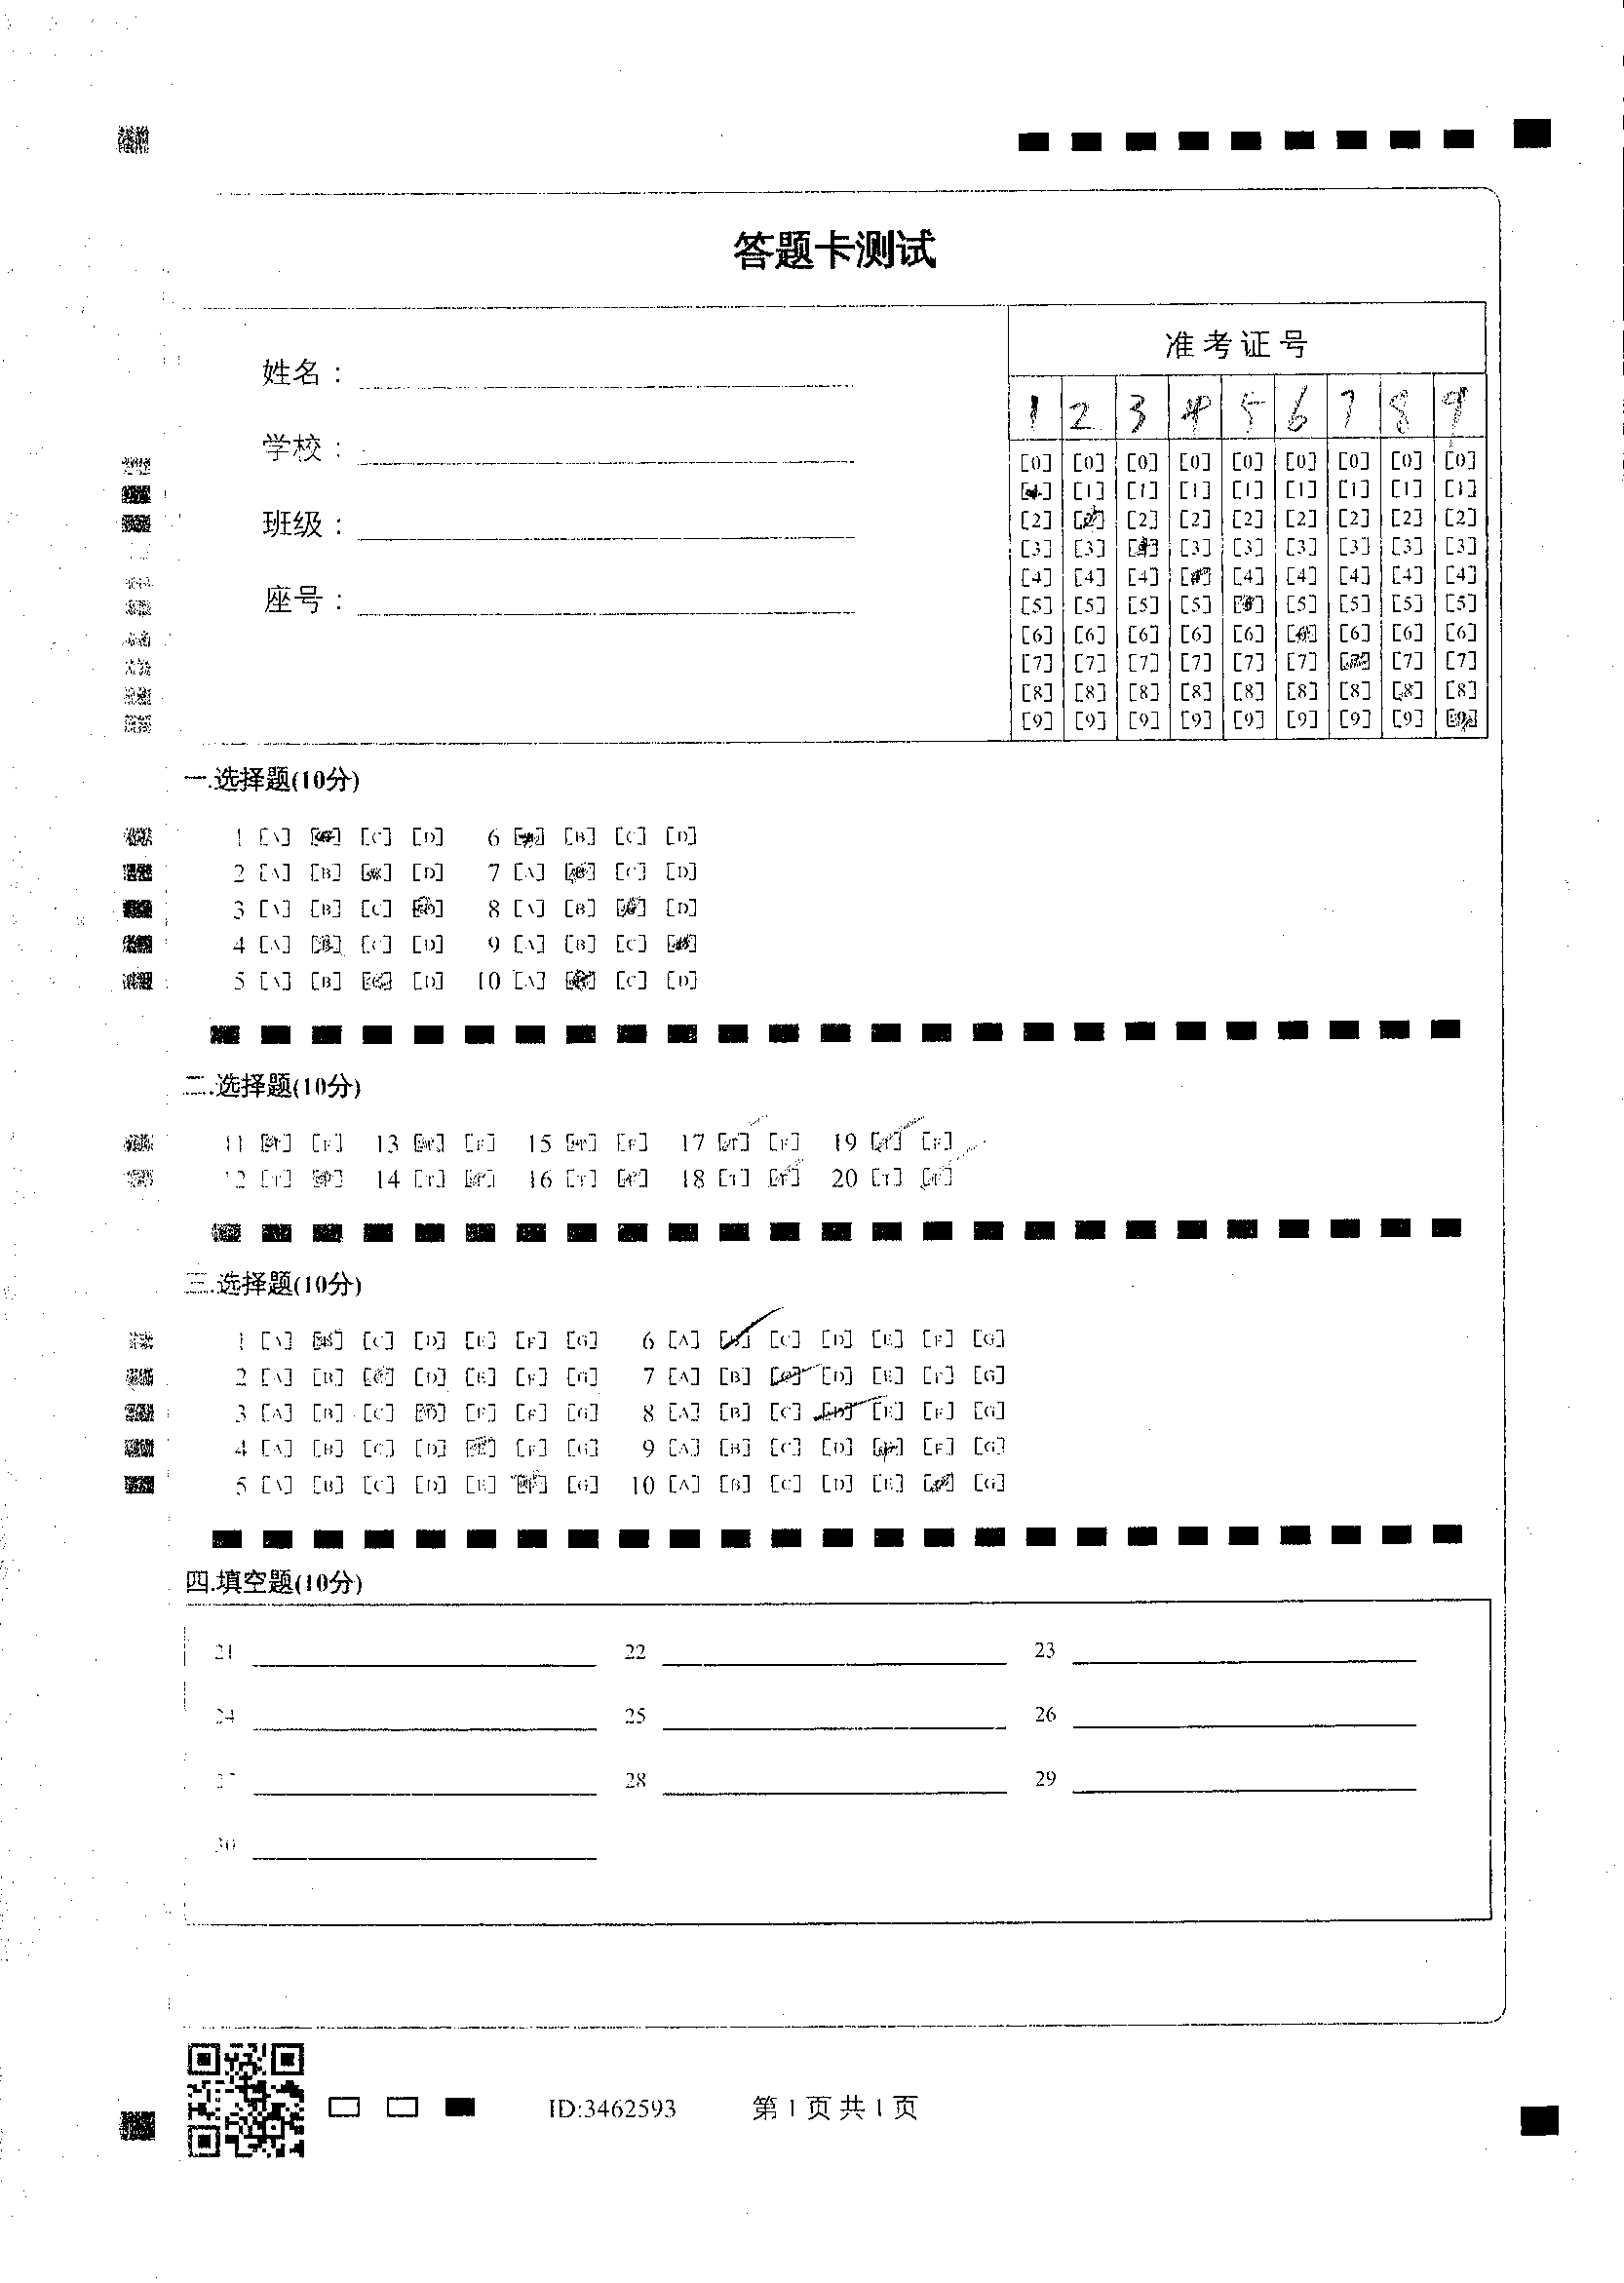 答题卡测试
姓名：
学校：
班级：
座号：
准考证号
1 2 3 4 5 6 7 8 9
[0] [0] [0] [0] [0] [0] [0] [0] [0]
[1] [1] [1] [1] [1] [1] [1] [1] [1]
[2] [2] [2] [2] [2] [2] [2] [2] [2]
[3] [3] [3] [3] [3] [3] [3] [3] [3]
[4] [4] [4] [4] [4] [4] [4] [4] [4]
[5] [5] [5] [5] [5] [5] [5] [5] [5]
[6] [6] [6] [6] [6] [6] [6] [6] [6]
[7] [7] [7] [7] [7] [7] [7] [7] [7]
[8] [8] [8] [8] [8] [8] [8] [8] [8]
[9] [9] [9] [9] [9] [9] [9] [9] [9]
一.选择题(10分)
1 [A] [B] [C] [D] 6 [A] [B] [C] [D]
2 [A] [B] [C] [D] 7 [A] [B] [C] [D]
3 [A] [B] [C] [D] 8 [A] [B] [C] [D]
4 [A] [B] [C] [D] 9 [A] [B] [C] [D]
5 [A] [B] [C] [D] 10 [A] [B] [C] [D]
二.选择题(10分)
11 [T] [F] 13 [T] [F] 15 [T] [F] 17 [T] [F] 19 [T] [F]
12 [T] [F] 14 [T] [F] 16 [T] [F] 18 [T] [F] 20 [T] [F]
三.选择题(10分)
1 [A] [B] [C] [D] [E] [F] [G] 6 [A] [B] [C] [D] [E] [F] [G]
2 [A] [B] [C] [D] [E] [F] [G] 7 [A] [B] [C] [D] [E] [F] [G]
3 [A] [B] [C] [D] [E] [F] [G] 8 [A] [B] [C] [D] [E] [F] [G]
4 [A] [B] [C] [D] [E] [F] [G] 9 [A] [B] [C] [D] [E] [F] [G]
5 [A] [B] [C] [D] [E] [F] [G] 10 [A] [B] [C] [D] [E] [F] [G]
四.填空题(10分)
21 22 23
24 25 26
27 28 29
30
ID:3462593 第1页共1页